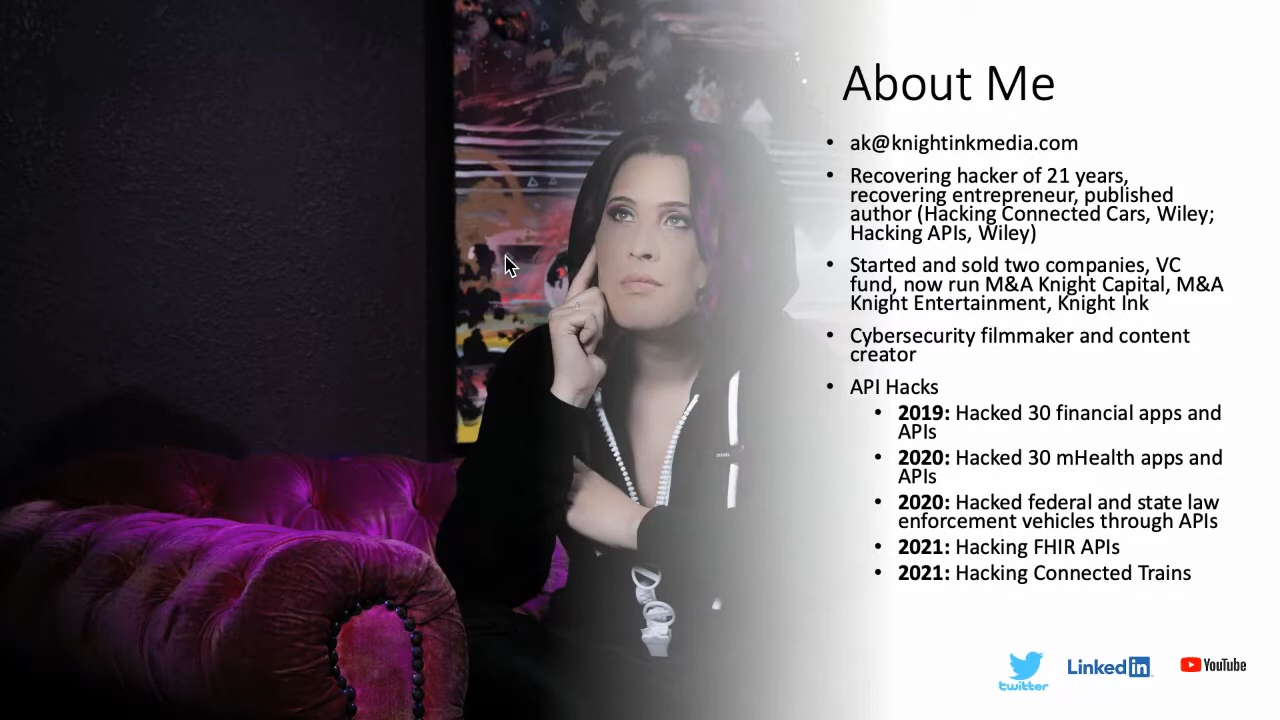 About Me
• ak@knightinkmedia.com
• Recovering hacker of 21 years,
recovering entrepreneur, published
author (Hacking Connected Cars, Wiley;
Hacking APIs, Wiley)
• Started and sold two companies, VC
fund, now run M&A Knight Capital, M&A
Knight Entertainment, Knight Ink
• Cybersecurity filmmaker and content
creator
• API Hacks
• 2019: Hacked 30 financial apps and
APIs
• 2020: Hacked 30 mHealth apps and
APIs
• 2020: Hacked federal and state law
enforcement vehicles through APIs
• 2021: Hacking FHIR APIs
• 2021: Hacking Connected Trains
twitter
LinkedIn
YouTube